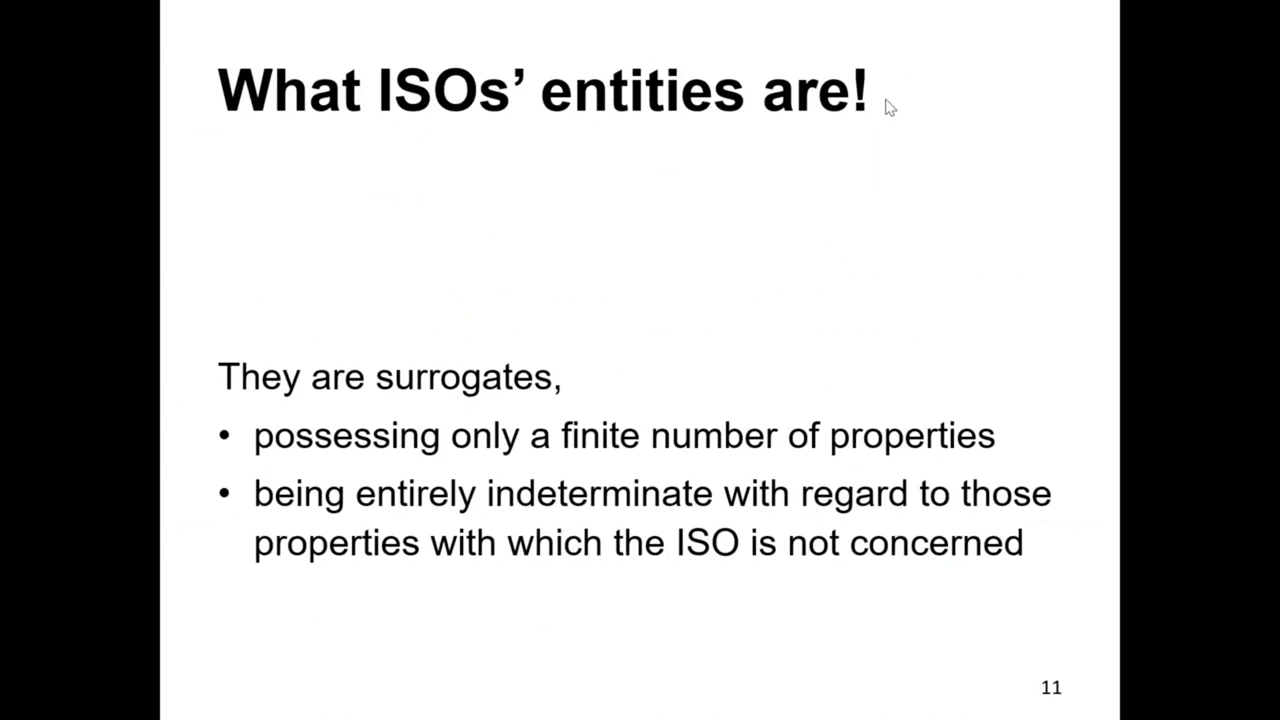 What ISOs’ entities are!
They are surrogates,
• possessing only a finite number of properties
• being entirely indeterminate with regard to those
properties with which the ISO is not concerned
11